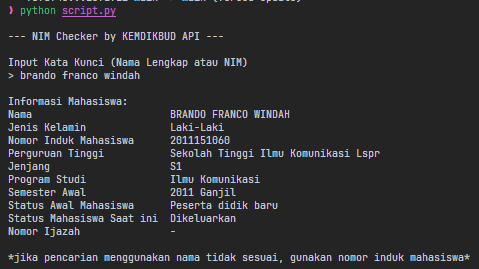 ❯ python script.py
--- NIM Checker by KEMDIKBUD API ---
Input Kata Kunci (Nama Lengkap atau NIM)
> brando franco windah
Informasi Mahasiswa:
Nama BRANDO FRANCO WINDAH
Jenis Kelamin Laki-Laki
Nomor Induk Mahasiswa 2011151060
Perguruan Tinggi Sekolah Tinggi Ilmu Komunikasi Lspr
Jenjang S1
Program Studi Ilmu Komunikasi
Semester Awal 2011 Ganjil
Status Awal Mahasiswa Peserta didik baru
Status Mahasiswa Saat ini Dikeluarkan
Nomor Ijazah -
*jika pencarian menggunakan nama tidak sesuai, gunakan nomor induk mahasiswa*